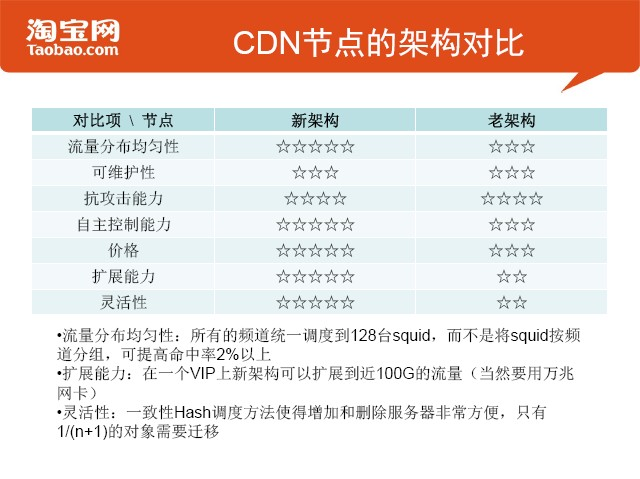 淘宝网
Taobao.com
CDN节点的架构对比
对比项 \ 节点 新架构 老架构
流量分布均匀性 ☆☆☆☆☆ ☆☆☆
可维护性 ☆☆☆ ☆☆☆
抗攻击能力 ☆☆☆☆ ☆☆☆☆
自主控制能力 ☆☆☆☆☆ ☆☆☆
价格 ☆☆☆☆☆ ☆☆☆
扩展能力 ☆☆☆☆☆ ☆☆
灵活性 ☆☆☆☆☆ ☆☆
•流量分布均匀性：所有的频道统一调度到128台squid，而不是将squid按频
道分组，可提高命中率2%以上
•扩展能力：在一个VIP上新架构可以扩展到近100G的流量（当然要用万兆
网卡）
•灵活性：一致性Hash调度方法使得增加和删除服务器非常方便，只有
1/(n+1)的对象需要迁移